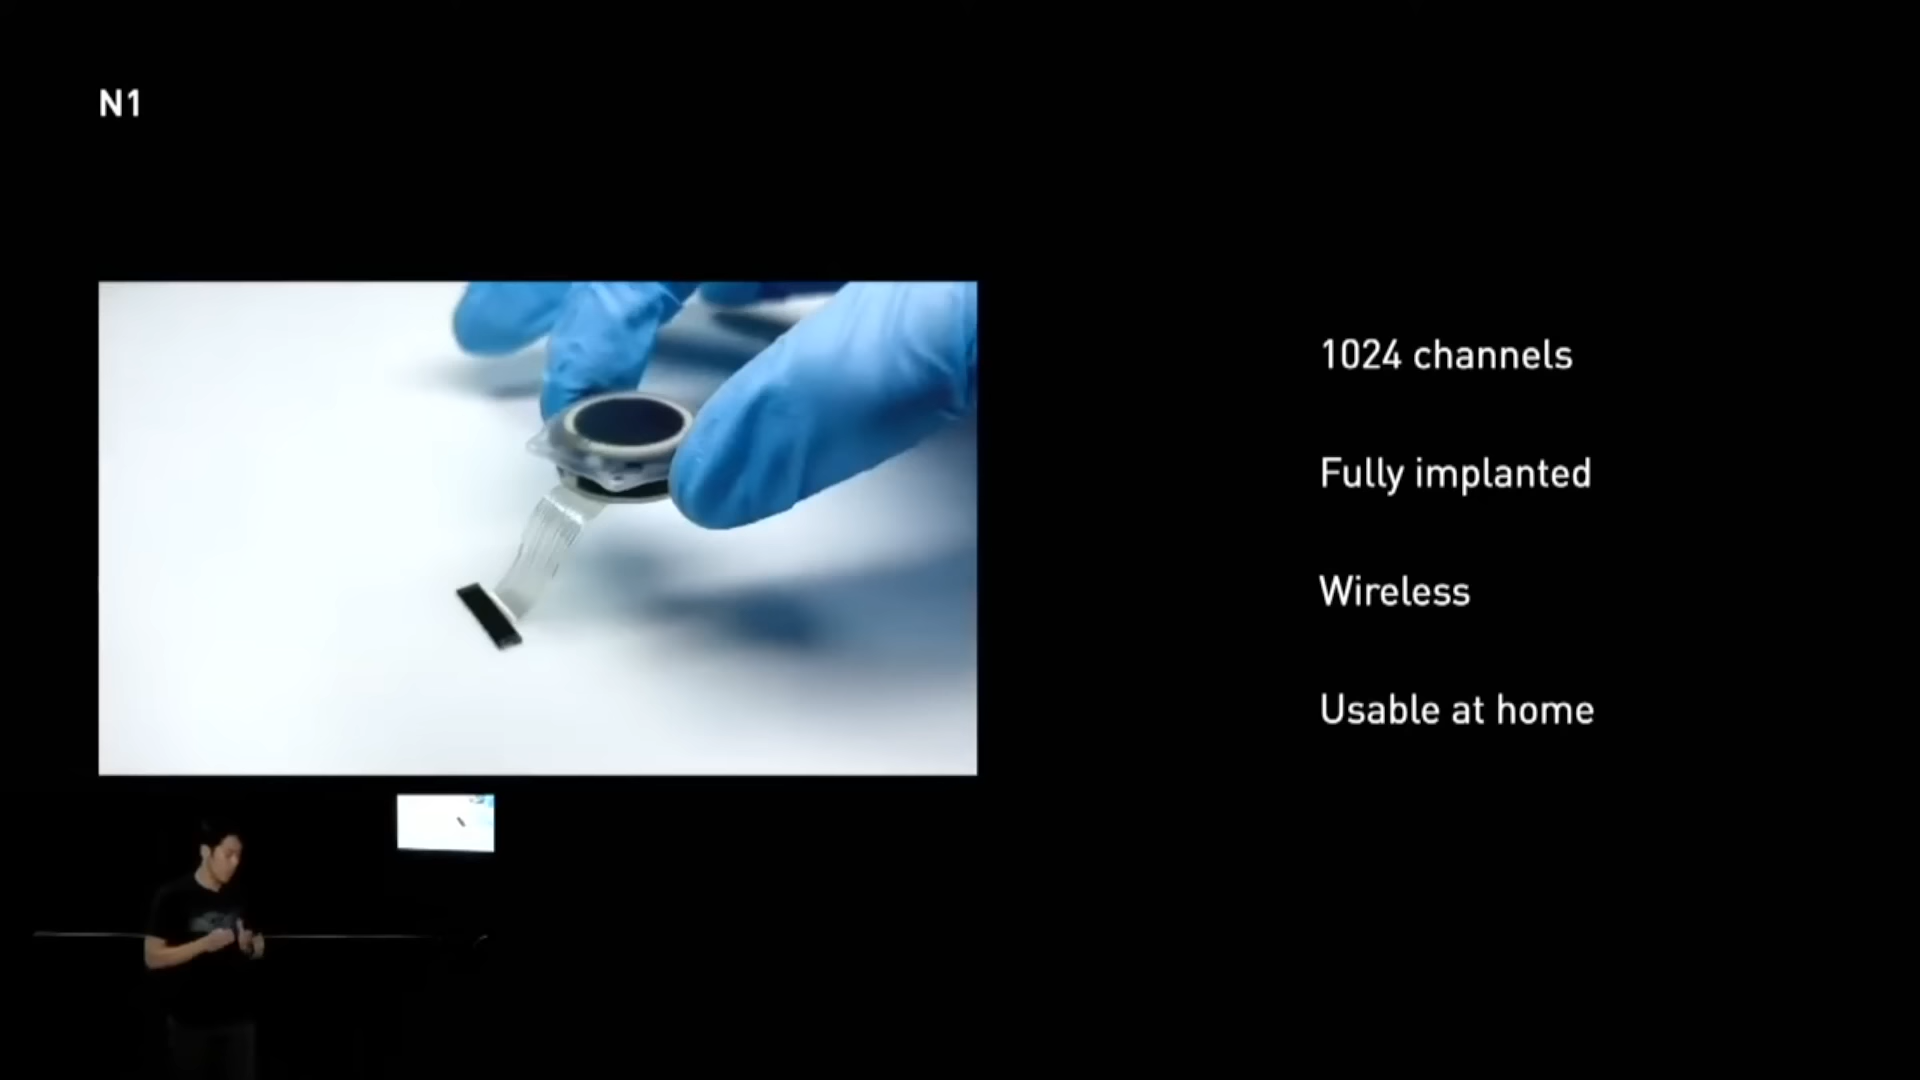 N1
1024 channels
Fully implanted
Wireless
Usable at home